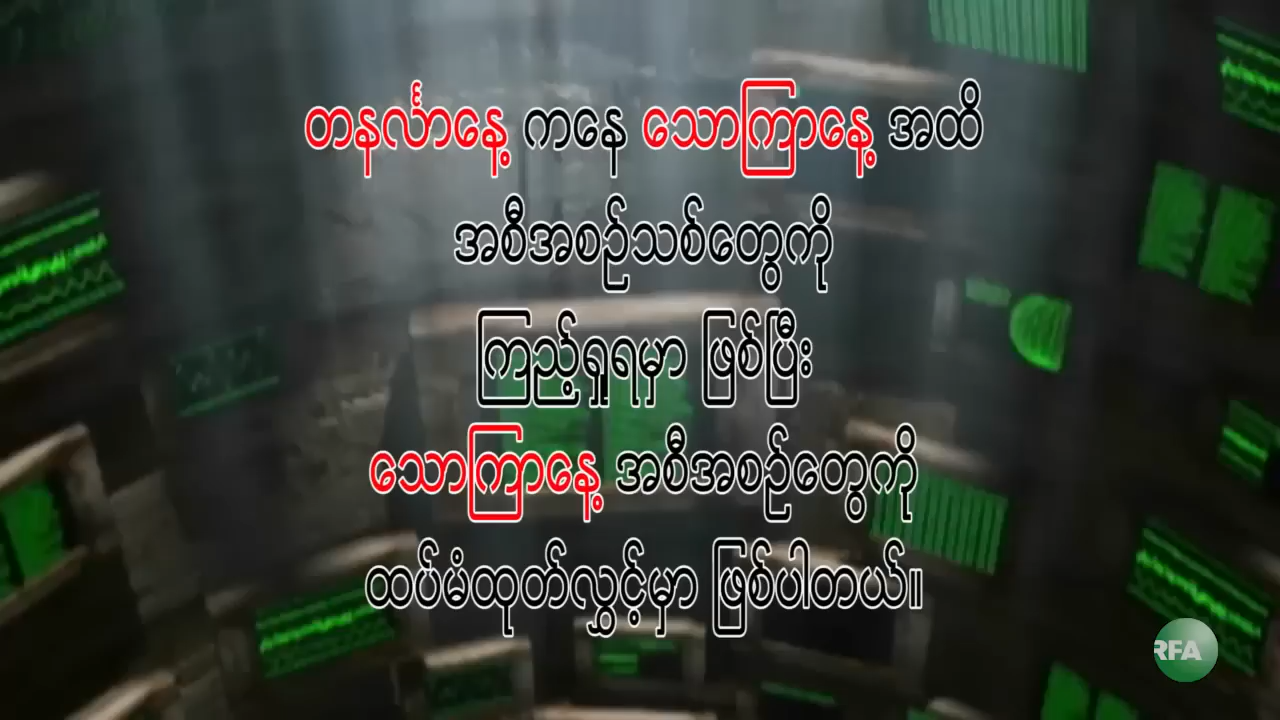 တနင်္လာနေ့ ကနေ သောကြာနေ့ အထိ
အစီအစဉ်သစ်တွေကို
ကြည့်ရှုရမှာ ဖြစ်ပြီး
သောကြာနေ့ အစီအစဉ်တွေကို
ထပ်မံထုတ်လွှင့်မှာ ဖြစ်ပါတယ်။
RFA